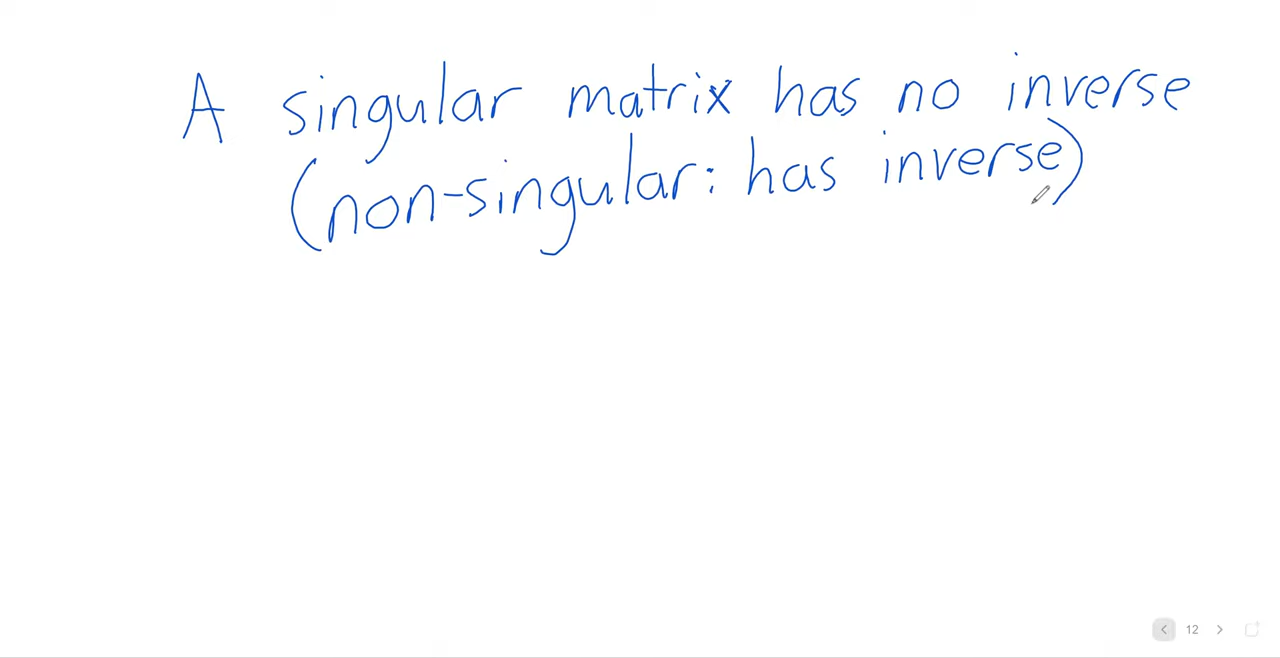 A singular matrix has no inverse
(non-singular: has inverse)
12